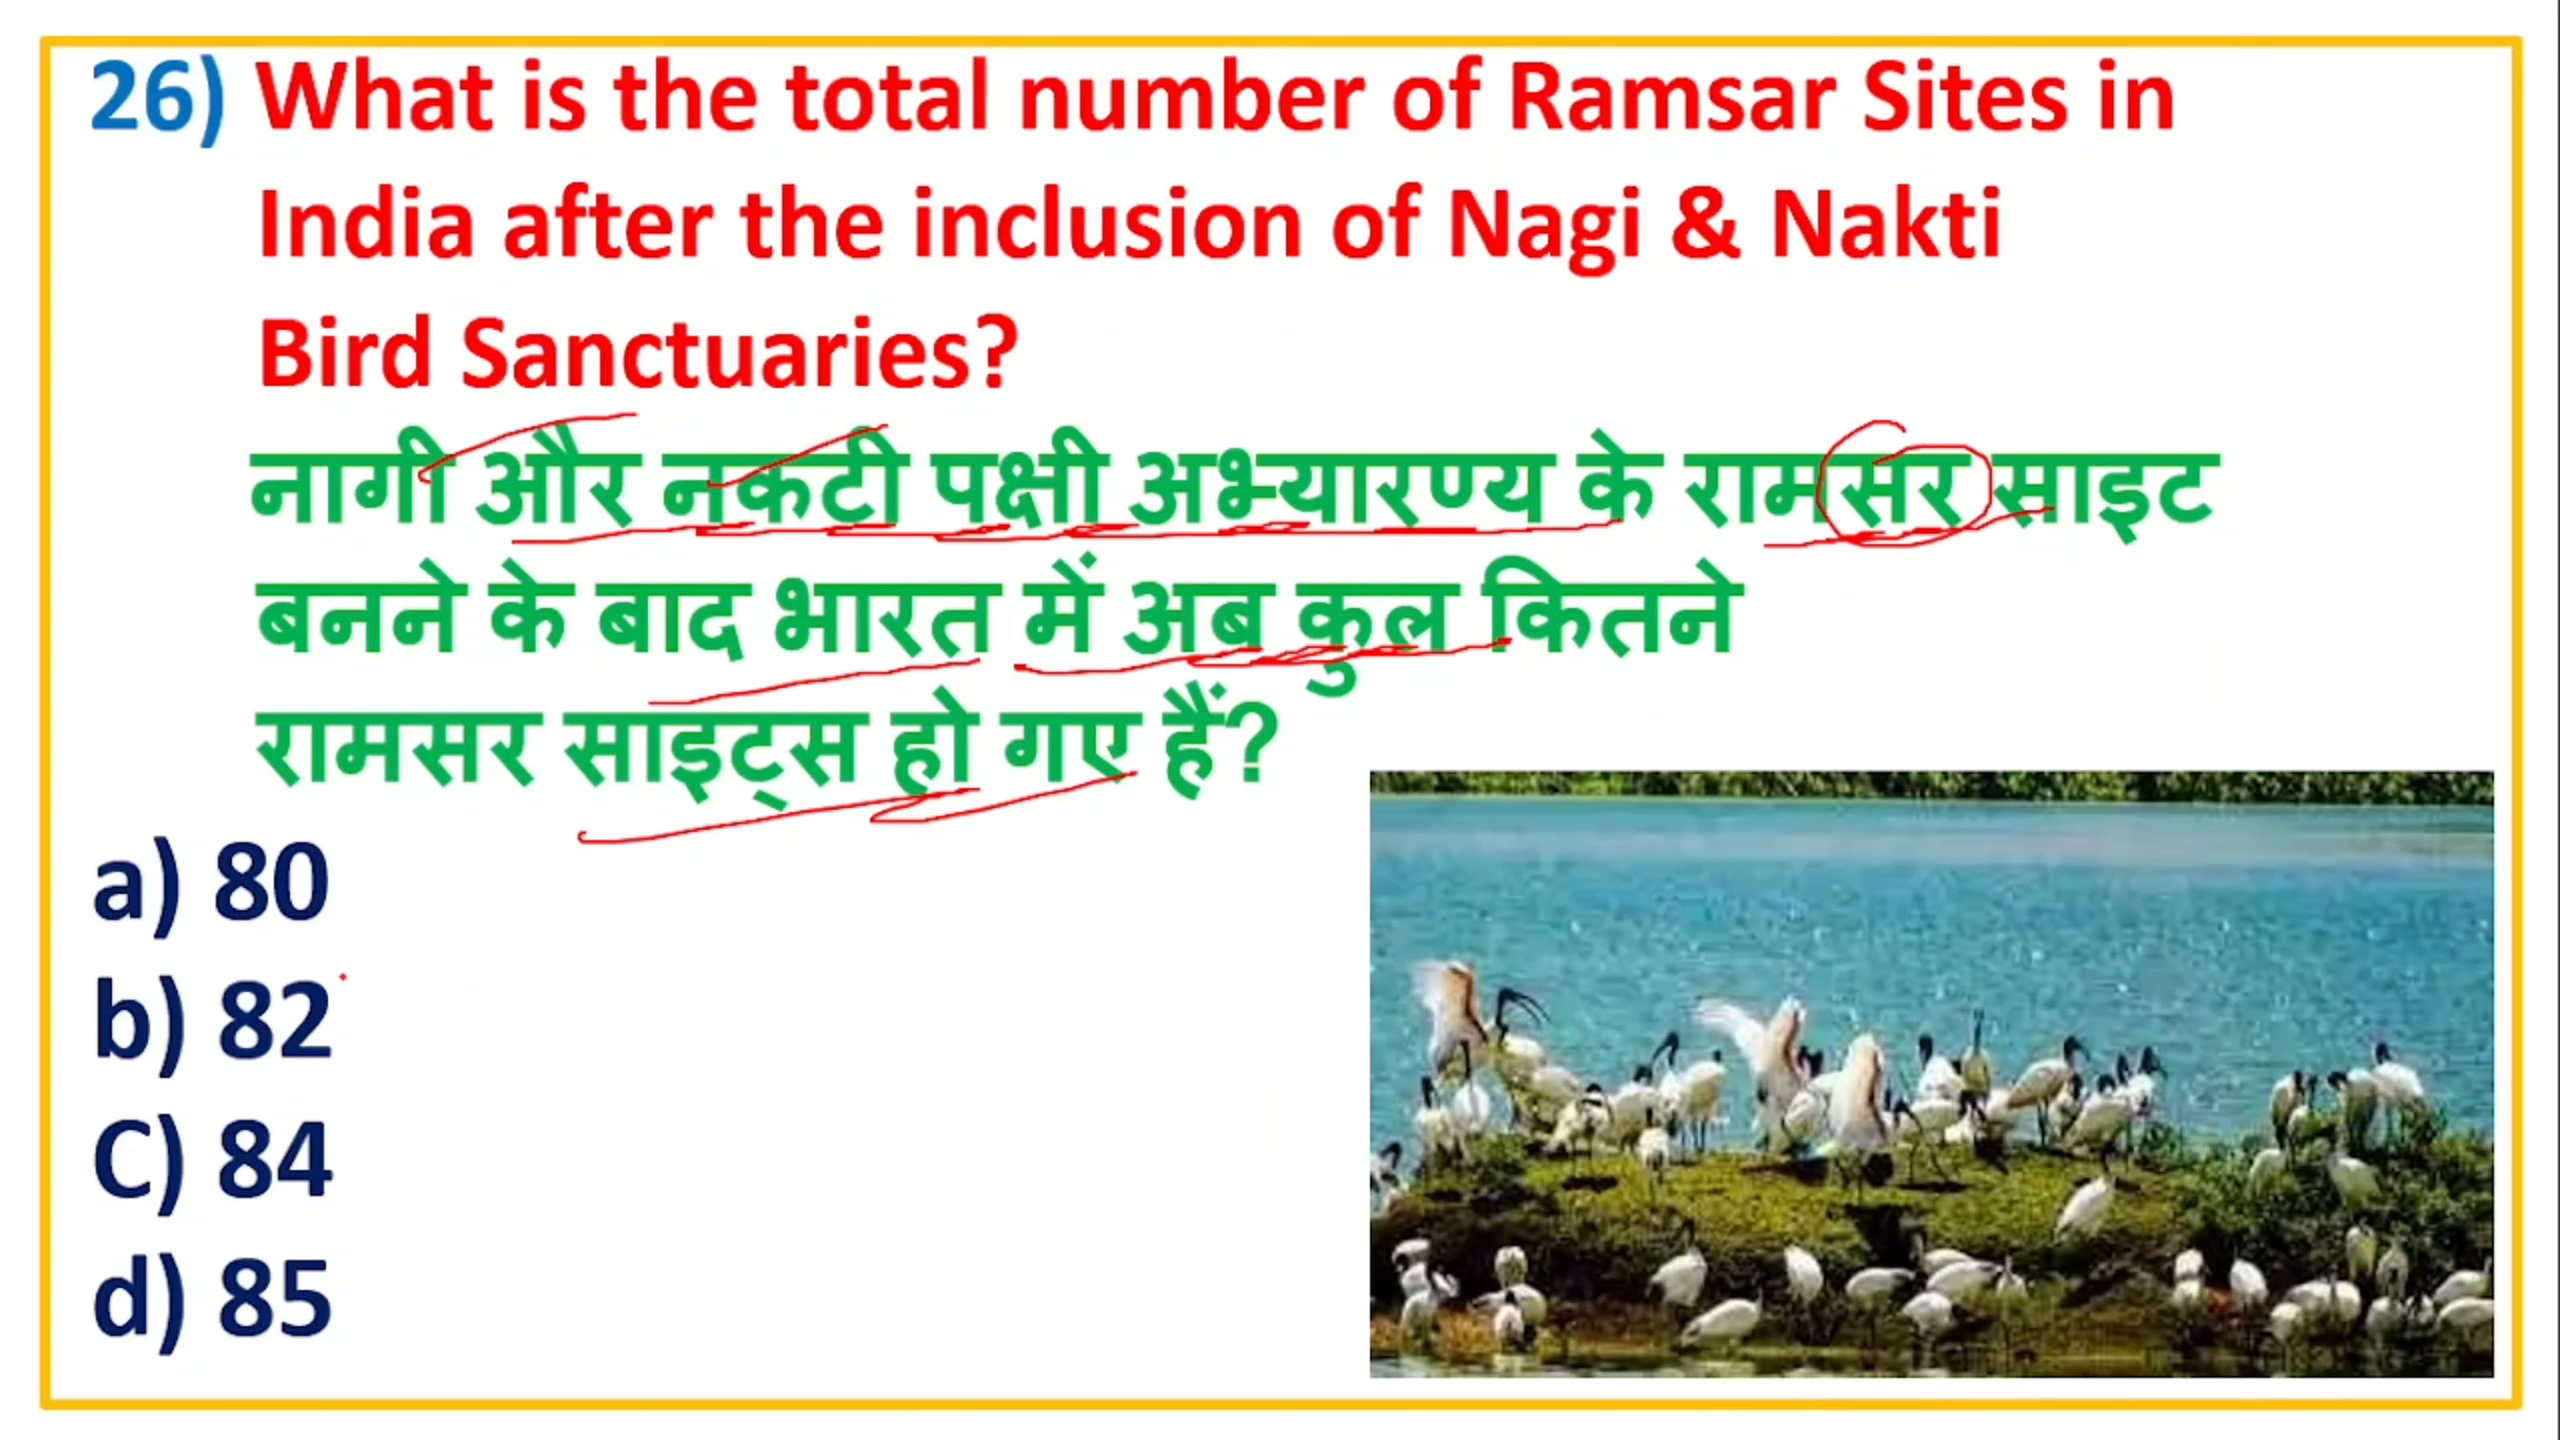 26) What is the total number of Ramsar Sites in
India after the inclusion of Nagi & Nakti
Bird Sanctuaries?
नागी और नकटी पक्षी अभ्यारण्य के रामसर साइट
बनने के बाद भारत में अब कुल कितने
रामसर साइट्स हो गए हैं?
a) 80
b) 82
C) 84
d) 85